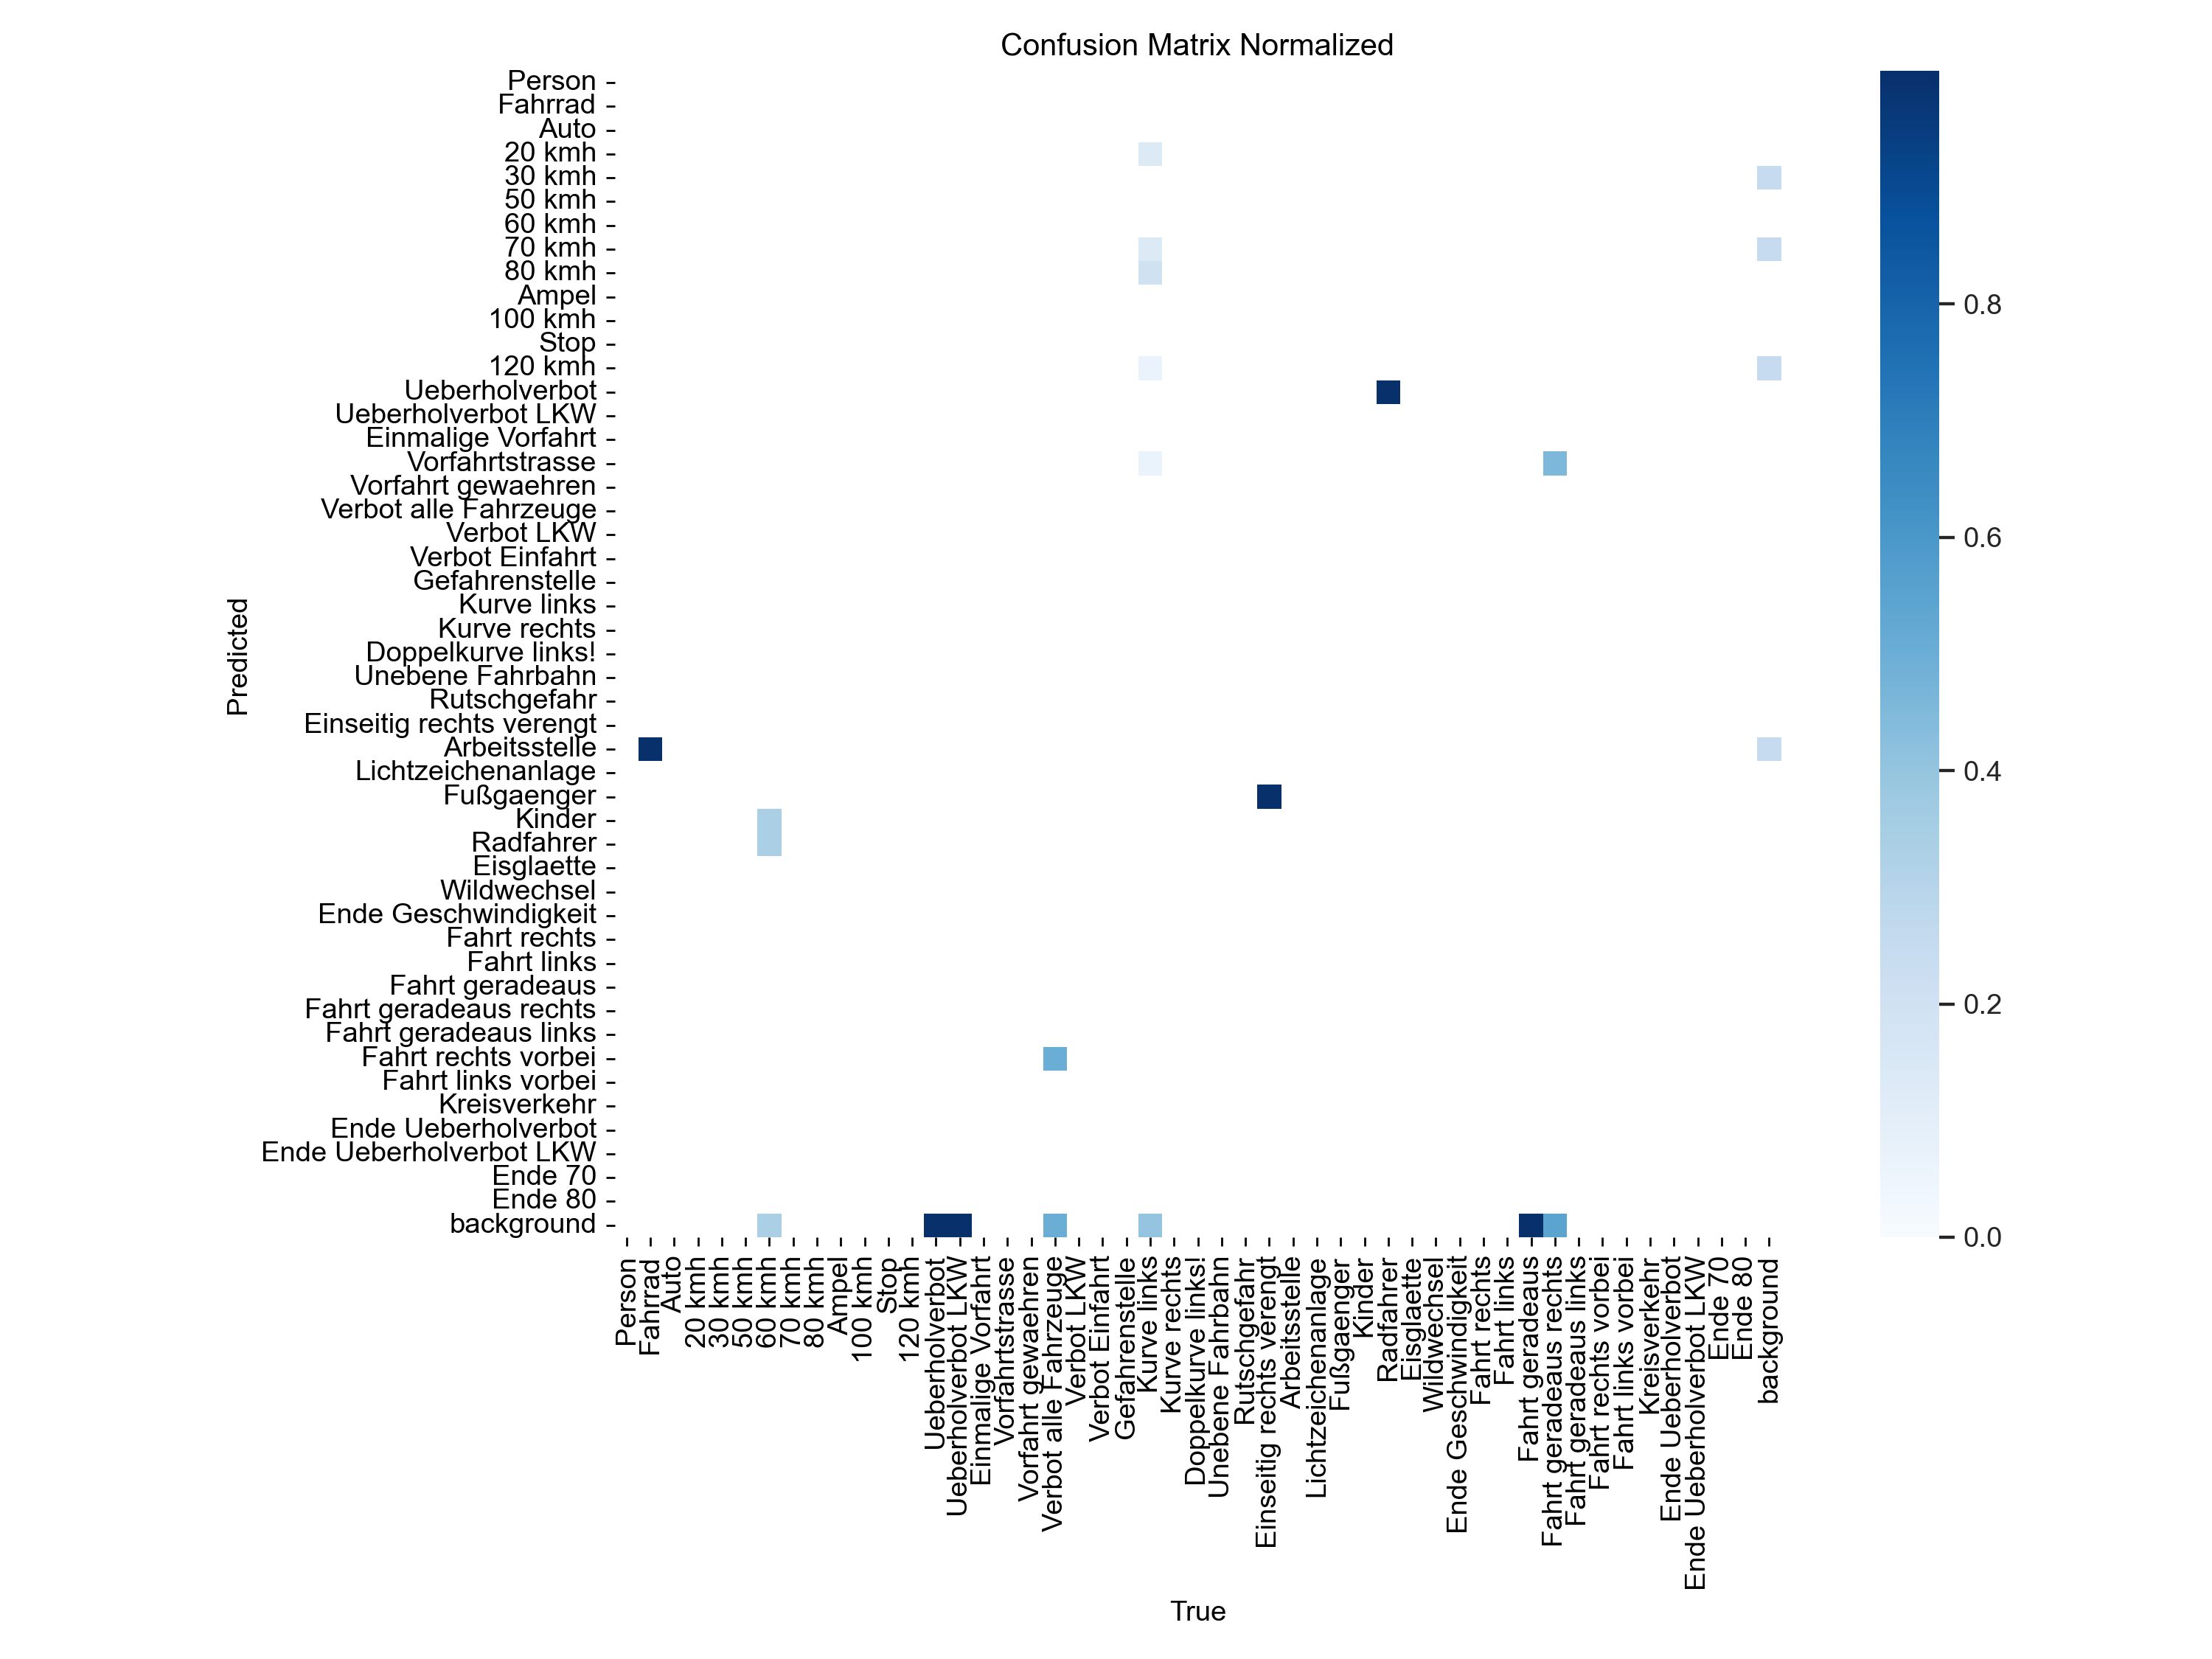 Confusion Matrix Normalized
Predicted
Person
Fahrrad
Auto
20 kmh
30 kmh
50 kmh
60 kmh
70 kmh
80 kmh
Ampel
100 kmh
Stop
120 kmh
Ueberholverbot
Ueberholverbot LKW
Einmalige Vorfahrt
Vorfahrtstrasse
Vorfahrt gewaehren
Verbot alle Fahrzeuge
Verbot LKW
Verbot Einfahrt
Gefahrenstelle
Kurve links
Kurve rechts
Doppelkurve links!
Unebene Fahrbahn
Rutschgefahr
Einseitig rechts verengt
Arbeitsstelle
Lichtzeichenanlage
Fußgaenger
Kinder
Radfahrer
Eisglaette
Wildwechsel
Ende Geschwindigkeit
Fahrt rechts
Fahrt links
Fahrt geradeaus
Fahrt geradeaus rechts
Fahrt geradeaus links
Fahrt rechts vorbei
Fahrt links vorbei
Kreisverkehr
Ende Ueberholverbot
Ende Ueberholverbot LKW
Ende 70
Ende 80
background
Person
Fahrrad
Auto
20 kmh
30 kmh
50 kmh
60 kmh
70 kmh
80 kmh
Ampel
100 kmh
Stop
120 kmh
Ueberholverbot
Ueberholverbot LKW
Einmalige Vorfahrt
Vorfahrtstrasse
Vorfahrt gewaehren
Verbot alle Fahrzeuge
Verbot LKW
Verbot Einfahrt
Gefahrenstelle
Kurve links
Kurve rechts
Doppelkurve links!
Unebene Fahrbahn
Rutschgefahr
Einseitig rechts verengt
Arbeitsstelle
Lichtzeichenanlage
Fußgaenger
Kinder
Radfahrer
Eisglaette
Wildwechsel
Ende Geschwindigkeit
Fahrt rechts
Fahrt links
Fahrt geradeaus
Fahrt geradeaus rechts
Fahrt geradeaus links
Fahrt rechts vorbei
Fahrt links vorbei
Kreisverkehr
Ende Ueberholverbot
Ende Ueberholverbot LKW
Ende 70
Ende 80
background
True
0.8
0.6
0.4
0.2
0.0